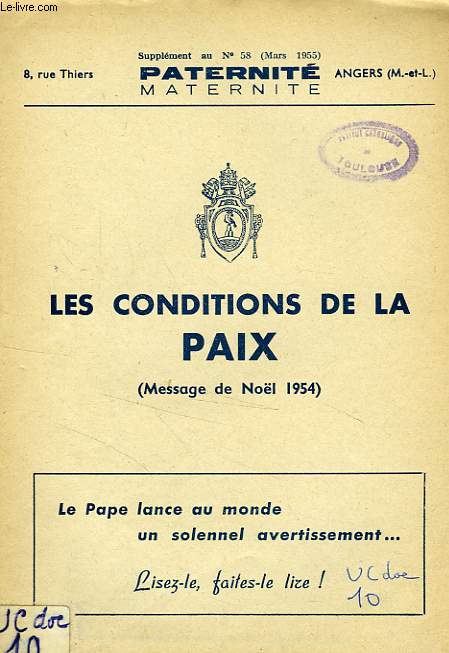 Le-livre.com
Supplément au N° 58 (Mars 1955)
8, rue Thiers
PATERNITÉ
MATERNITE
ANGERS (M.-et-L.)
TOULOUSE
LES CONDITIONS DE LA
PAIX
(Message de Noël 1954)
Le Pape lance au monde
un solennel avertissement...
Lisez-le, faites-le lire !
UC doc
10
UC doc
10